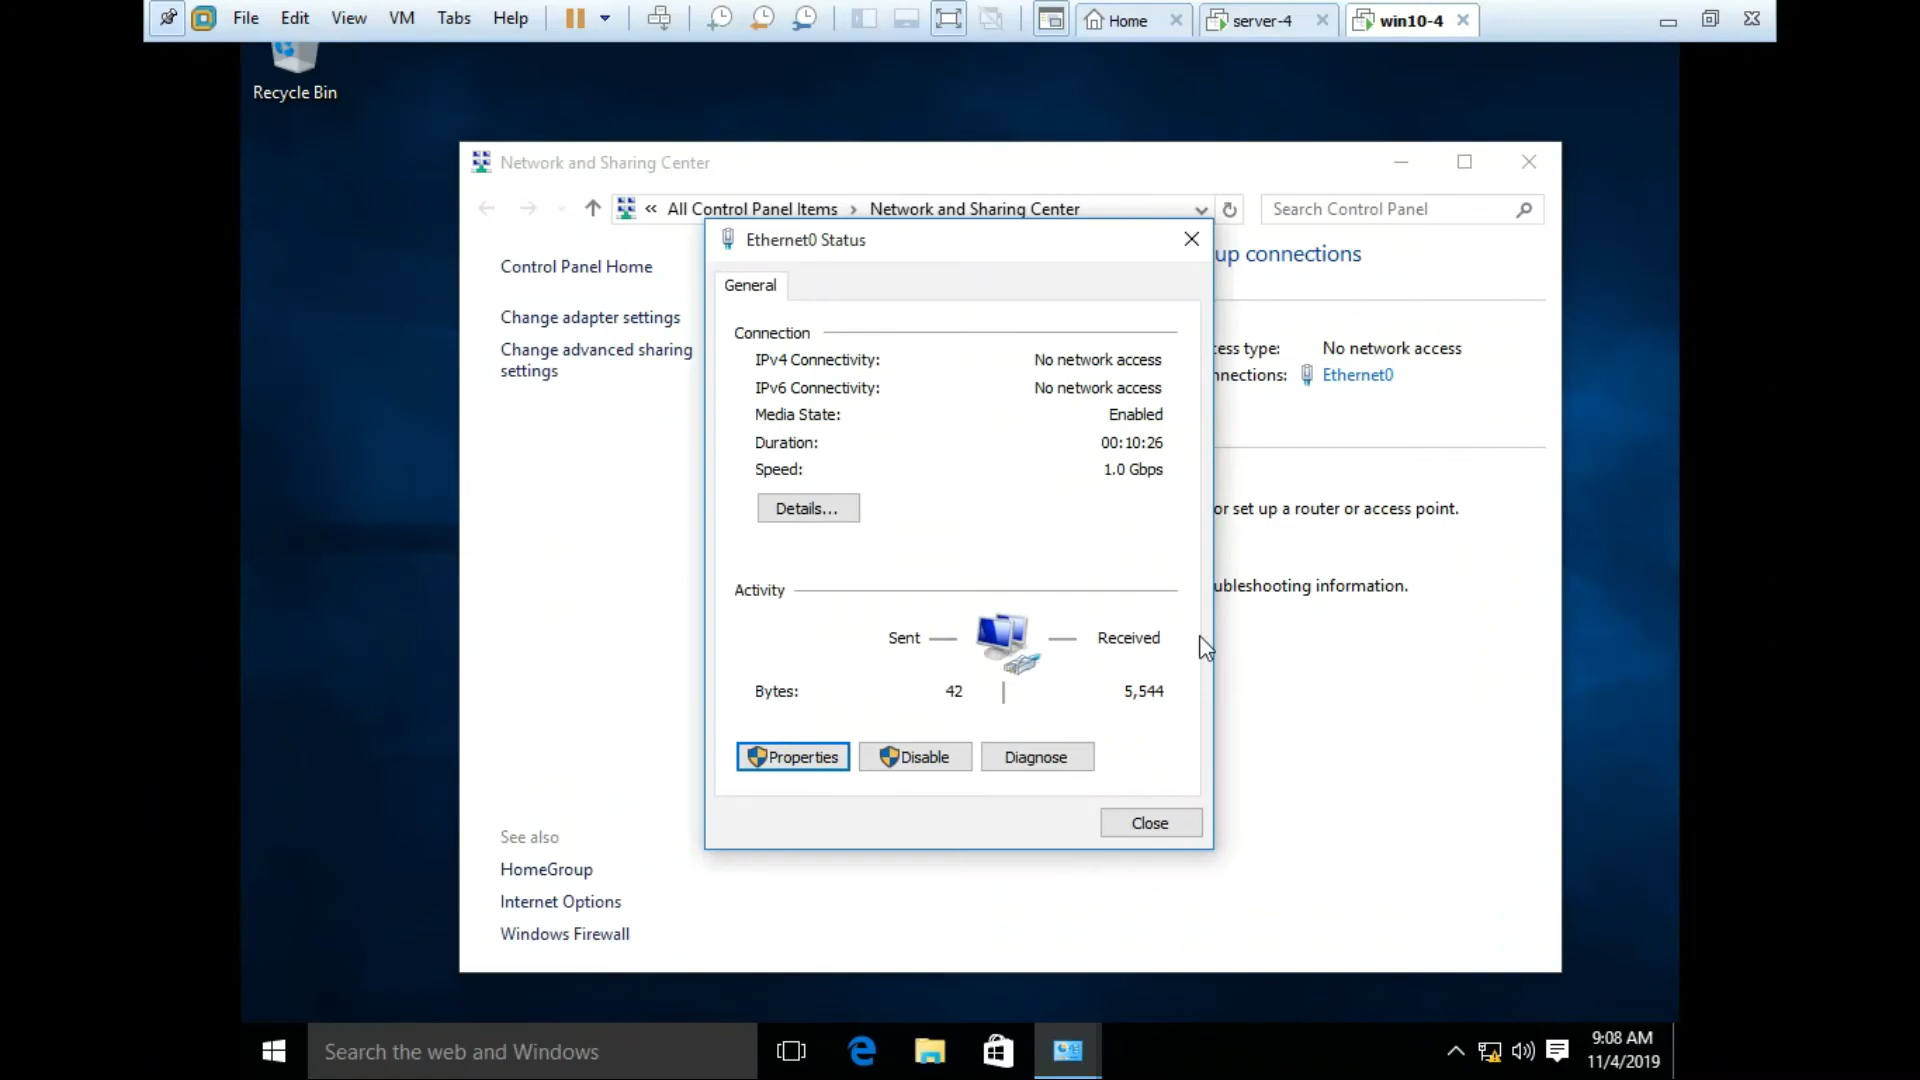 File Edit View VM Tabs Help Home server-4 win10-4
Recycle Bin
Network and Sharing Center
« All Control Panel Items > Network and Sharing Center Search Control Panel
Ethernet0 Status
up connections
Control Panel Home
General
Change adapter settings
Change advanced sharing
settings
Connection
IPv4 Connectivity: No network access
IPv6 Connectivity: No network access
Media State: Enabled
Duration: 00:10:26
Speed: 1.0 Gbps
Details...
ess type: No network access
nnections: Ethernet0
or set up a router or access point.
ubleshooting information.
Activity
Sent Received
Bytes: 42 5,544
Properties Disable Diagnose
Close
See also
HomeGroup
Internet Options
Windows Firewall
Search the web and Windows
9:08 AM
11/4/2019